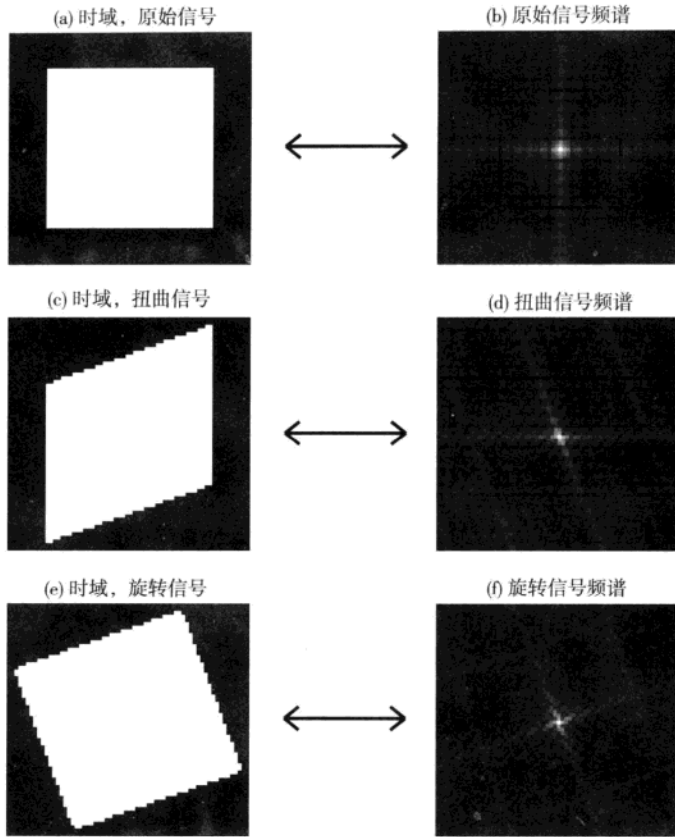 (a) 时域，原始信号
(b) 原始信号频谱
(c) 时域，扭曲信号
(d) 扭曲信号频谱
(e) 时域，旋转信号
(f) 旋转信号频谱